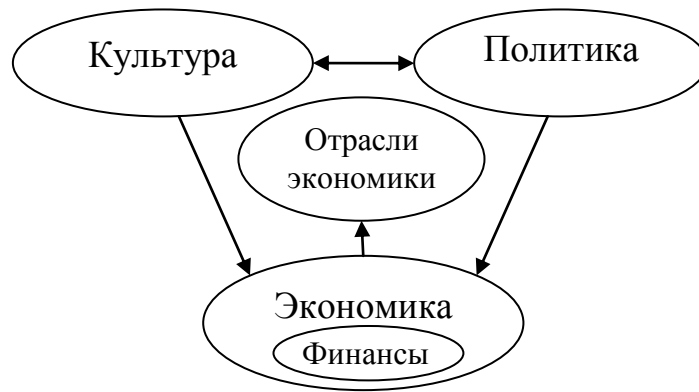 Культура
Политика
Отрасли
экономики
Экономика
Финансы